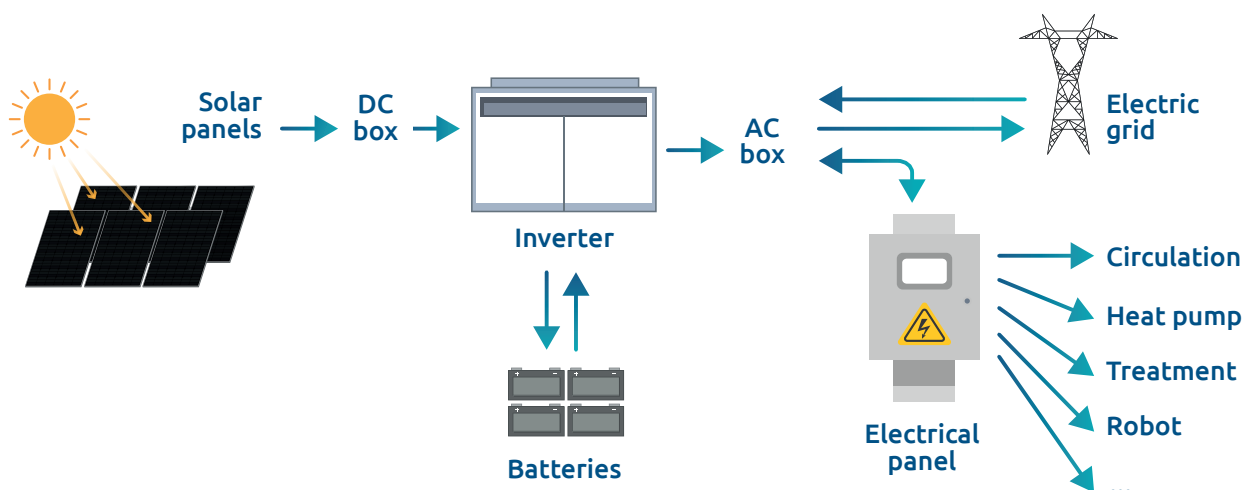 Solar
panels
DC
box
Inverter
Batteries
AC
box
Electric
grid
Electrical
panel
Circulation
Heat pump
Treatment
Robot